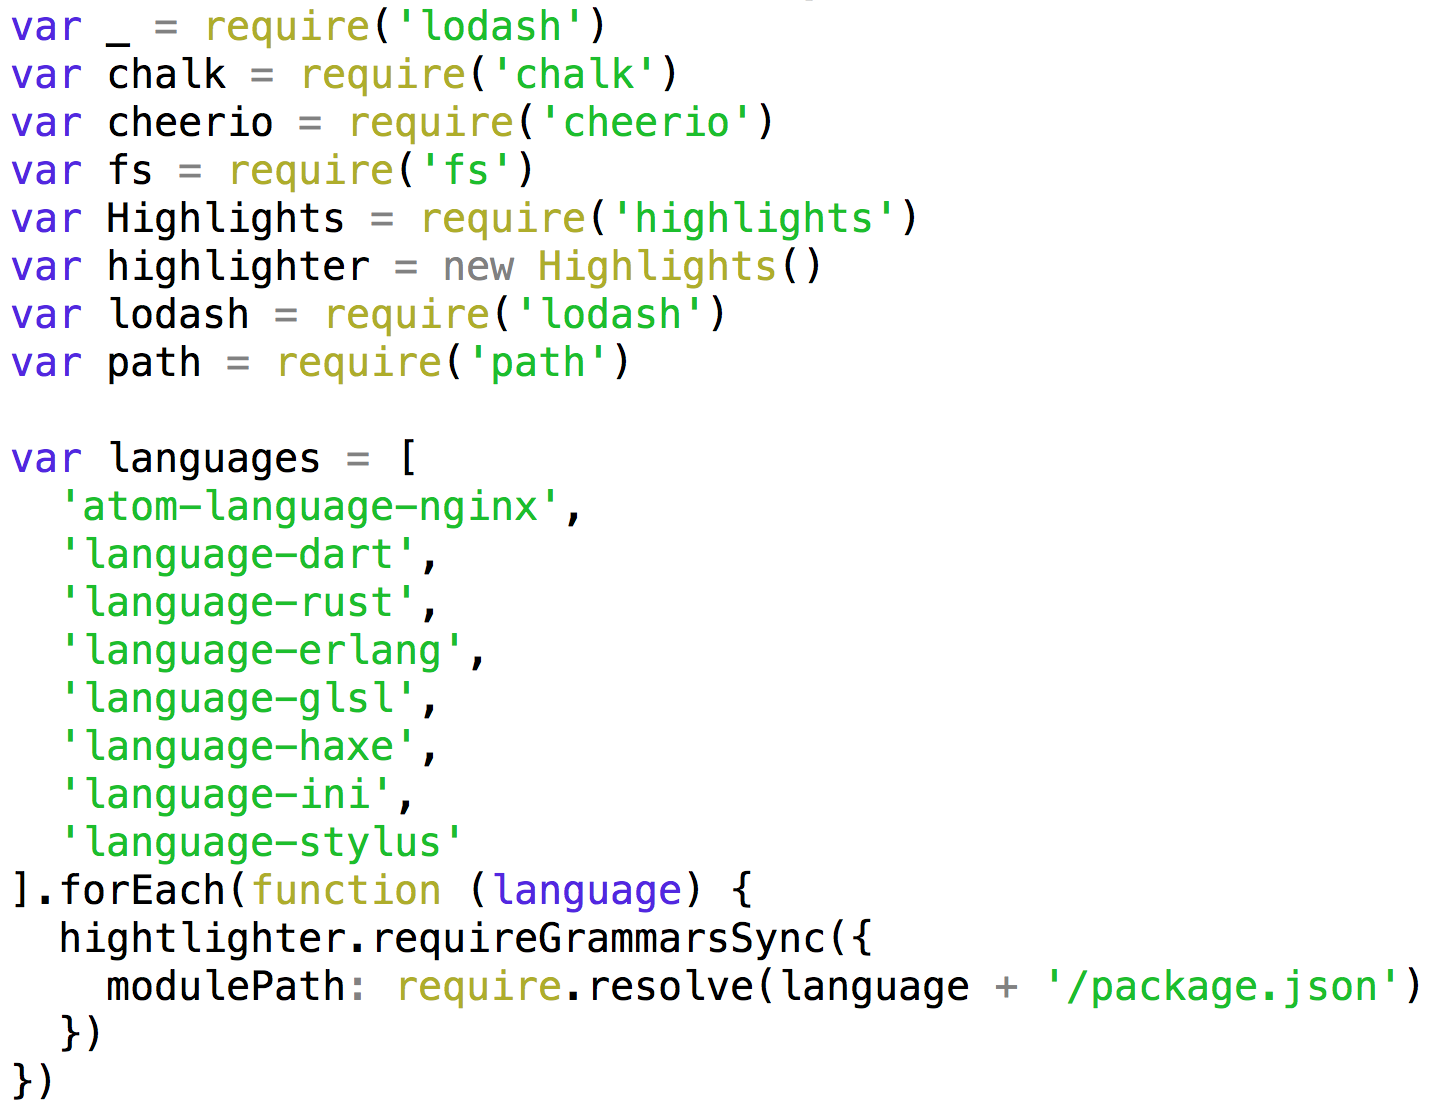 var _ = require('lodash')
var chalk = require('chalk')
var cheerio = require('cheerio')
var fs = require('fs')
var Highlights = require('highlights')
var highlighter = new Highlights()
var lodash = require('lodash')
var path = require('path')

var languages = [
  'atom-language-nginx',
  'language-dart',
  'language-rust',
  'language-erlang',
  'language-glsl',
  'language-haxe',
  'language-ini',
  'language-stylus'
].forEach(function (language) {
  hightlighter.requireGrammarsSync({
    modulePath: require.resolve(language + '/package.json')
  })
})